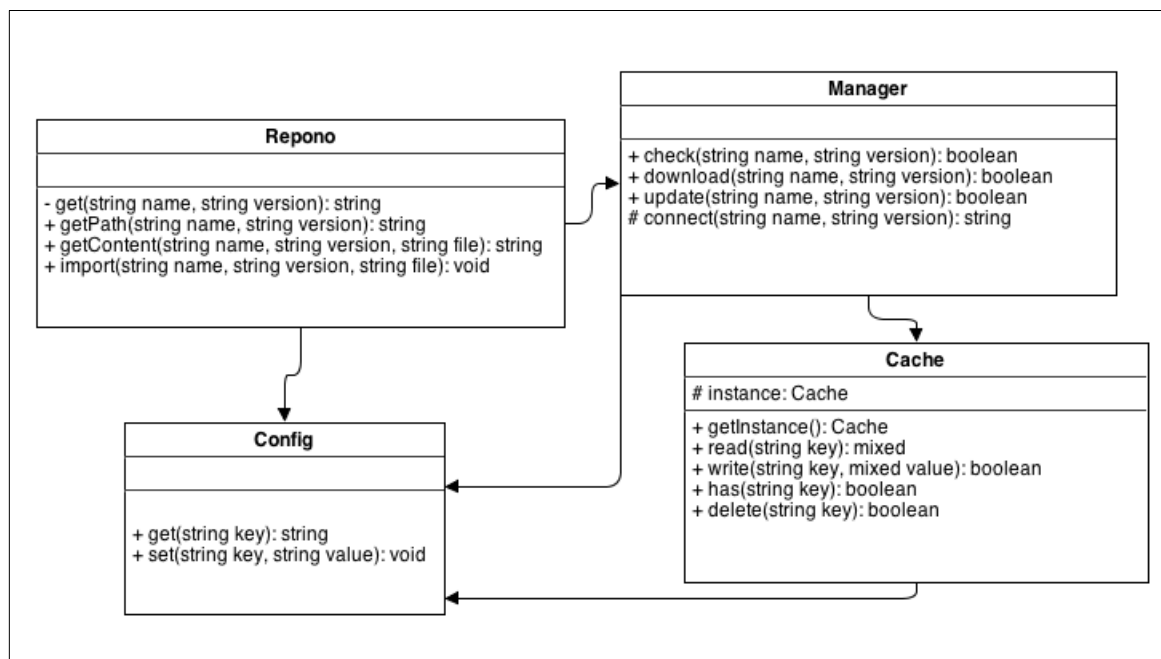 Repono
- get(string name, string version): string
+ getPath(string name, string version): string
+ getContent(string name, string version, string file): string
+ import(string name, string version, string file): void
Manager
+ check(string name, string version): boolean
+ download(string name, string version): boolean
+ update(string name, string version): boolean
# connect(string name, string version): string
Config
+ get(string key): string
+ set(string key, string value): void
Cache
# instance: Cache
+ getInstance(): Cache
+ read(string key): mixed
+ write(string key, mixed value): boolean
+ has(string key): boolean
+ delete(string key): boolean